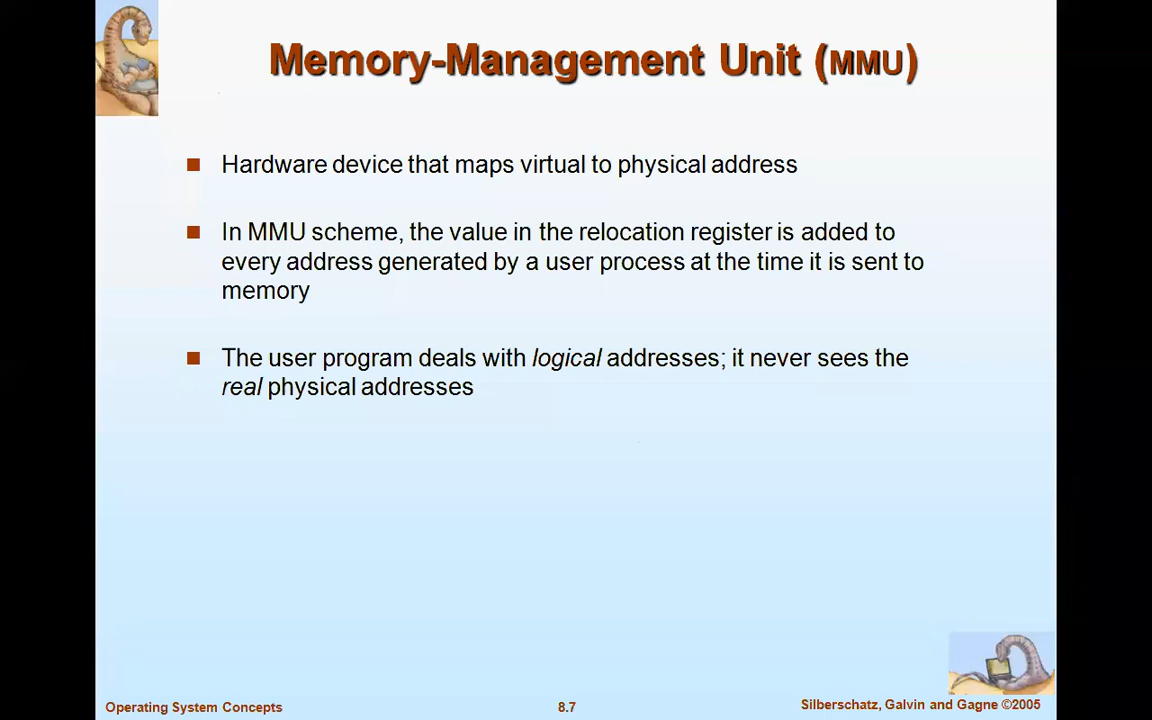 Memory-Management Unit (MMU)
Hardware device that maps virtual to physical address
In MMU scheme, the value in the relocation register is added to
every address generated by a user process at the time it is sent to
memory
The user program deals with logical addresses; it never sees the
real physical addresses
Operating System Concepts
8.7
Silberschatz, Galvin and Gagne ©2005